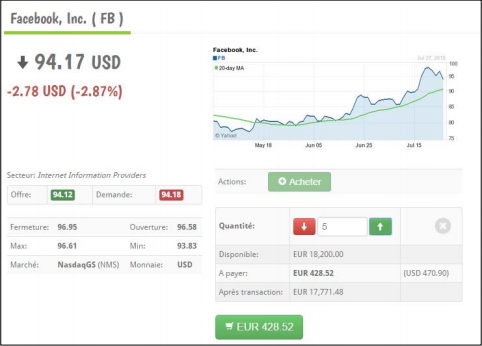 Facebook, Inc. ( FB )
94.17 USD
-2.78 USD (-2.87%)
Facebook, Inc.
FB
Jul 27, 2015
20-day MA
100
95
90
85
80
75
© Yahoo!
May 18 Jun 05 Jun 25 Jul 15
Secteur: Internet Information Providers
Offre: 94.12 Demande: 94.18
Fermeture: 96.95 Ouverture: 96.58
Max: 96.61 Min: 93.83
Marché: NasdaqGS (NMS) Monnaie: USD
Actions: Acheter
Quantité: 5
Disponible: EUR 18,200.00
A payer: EUR 428.52 (USD 470.90)
Après transaction: EUR 17,771.48
EUR 428.52